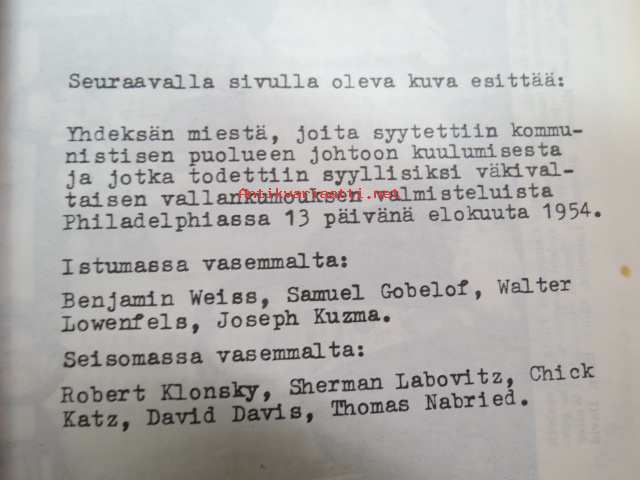 Seuraavalla sivulla oleva kuva esittää:
Yhdeksän miestä, joita syytettiin kommu-
nistisen puolueen johtoon kuulumisesta
ja jotka todettiin syyllisiksi väkival-
Antikvariaatti.net
taisen vallankumouksen valmisteluista
Philadelphiassa 13 päivänä elokuuta 1954.
Istumassa vasemmalta:
Benjamin Weiss, Samuel Gobelof, Walter
Lowenfels, Joseph Kuzma.
Seisomassa vasemmalta:
Robert Klonsky, Sherman Labovitz, Chick
Katz, David Davis, Thomas Nabried.